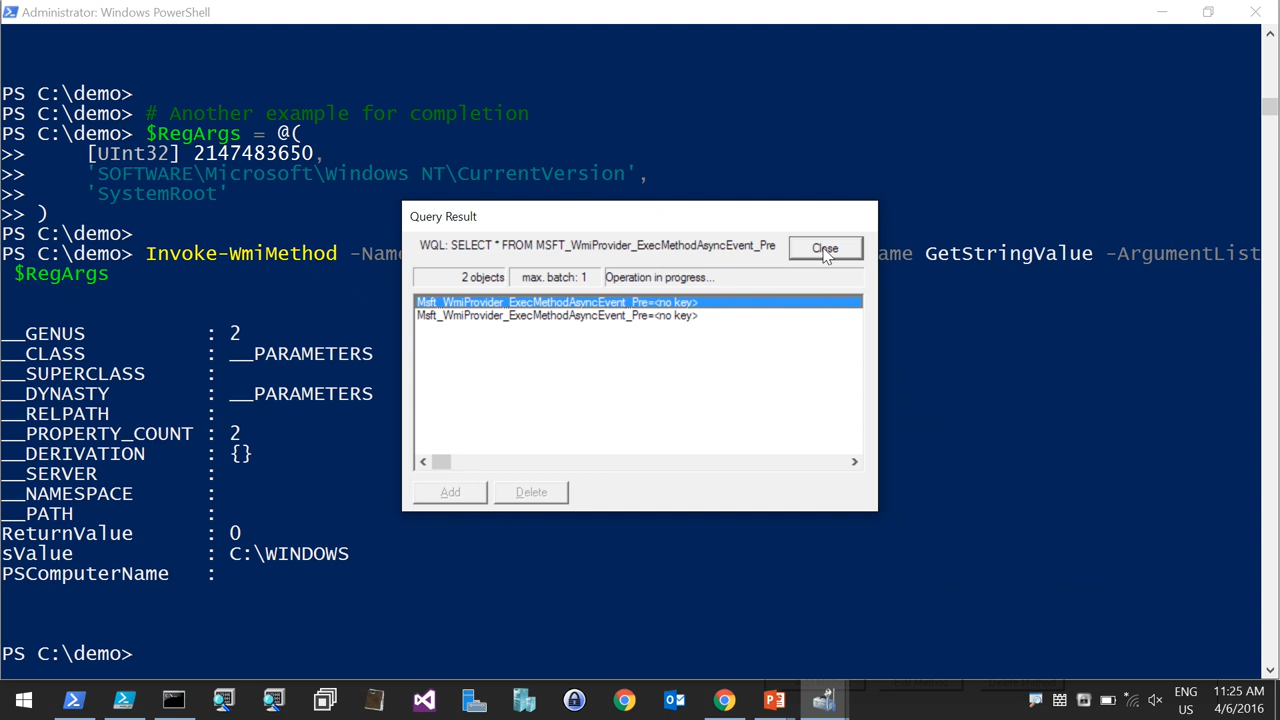 Administrator: Windows PowerShell
PS C:\demo>
PS C:\demo> # Another example for completion
PS C:\demo> $RegArgs = @(
>> [UInt32] 2147483650,
>> 'SOFTWARE\Microsoft\Windows NT\CurrentVersion',
>> 'SystemRoot'
>> )
PS C:\demo>
PS C:\demo> Invoke-WmiMethod -Nam
ame GetStringValue -ArgumentList
$RegArgs
__GENUS : 2
__CLASS : __PARAMETERS
__SUPERCLASS :
__DYNASTY : __PARAMETERS
__RELPATH :
__PROPERTY_COUNT : 2
__DERIVATION : {}
__SERVER :
__NAMESPACE :
__PATH :
ReturnValue : 0
sValue : C:\WINDOWS
PSComputerName :
PS C:\demo>
Query Result
WQL: SELECT * FROM MSFT_WmiProvider_ExecMethodAsyncEvent_Pre
Close
2 objects max. batch: 1 Operation in progress...
Msft_WmiProvider_ExecMethodAsyncEvent_Pre=<no key>
Msft_WmiProvider_ExecMethodAsyncEvent_Pre=<no key>
Add Delete
ENG 11:25 AM
US 4/6/2016